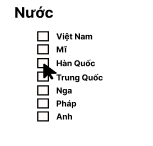 Nước
Việt Nam
Mĩ
Hàn Quốc
Trung Quốc
Nga
Pháp
Anh